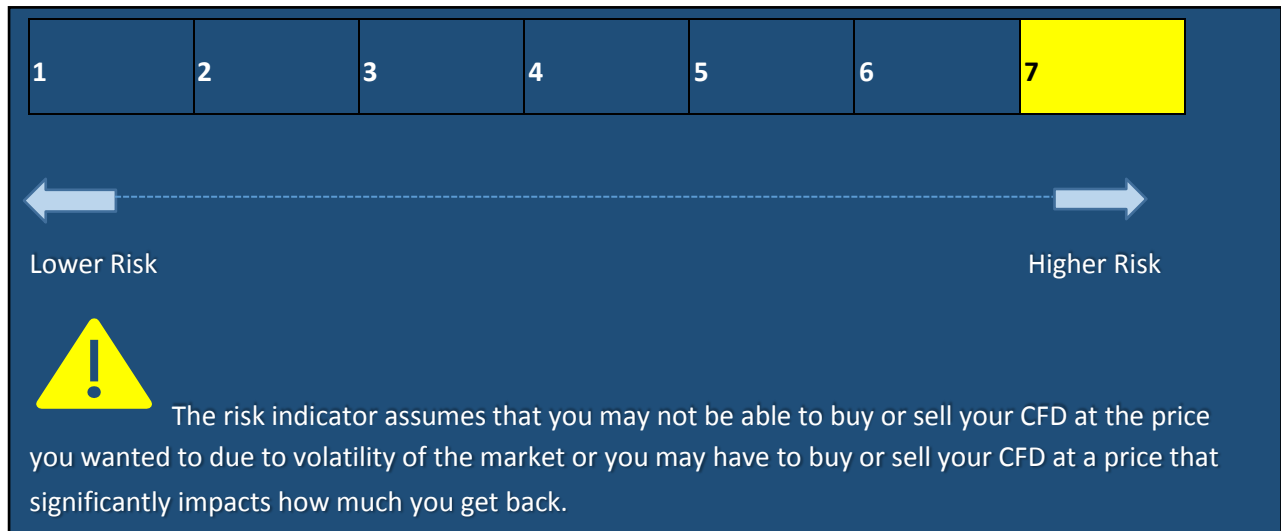 1 2 3 4 5 6 7
Lower Risk Higher Risk
The risk indicator assumes that you may not be able to buy or sell your CFD at the price
you wanted to due to volatility of the market or you may have to buy or sell your CFD at a price that
significantly impacts how much you get back.